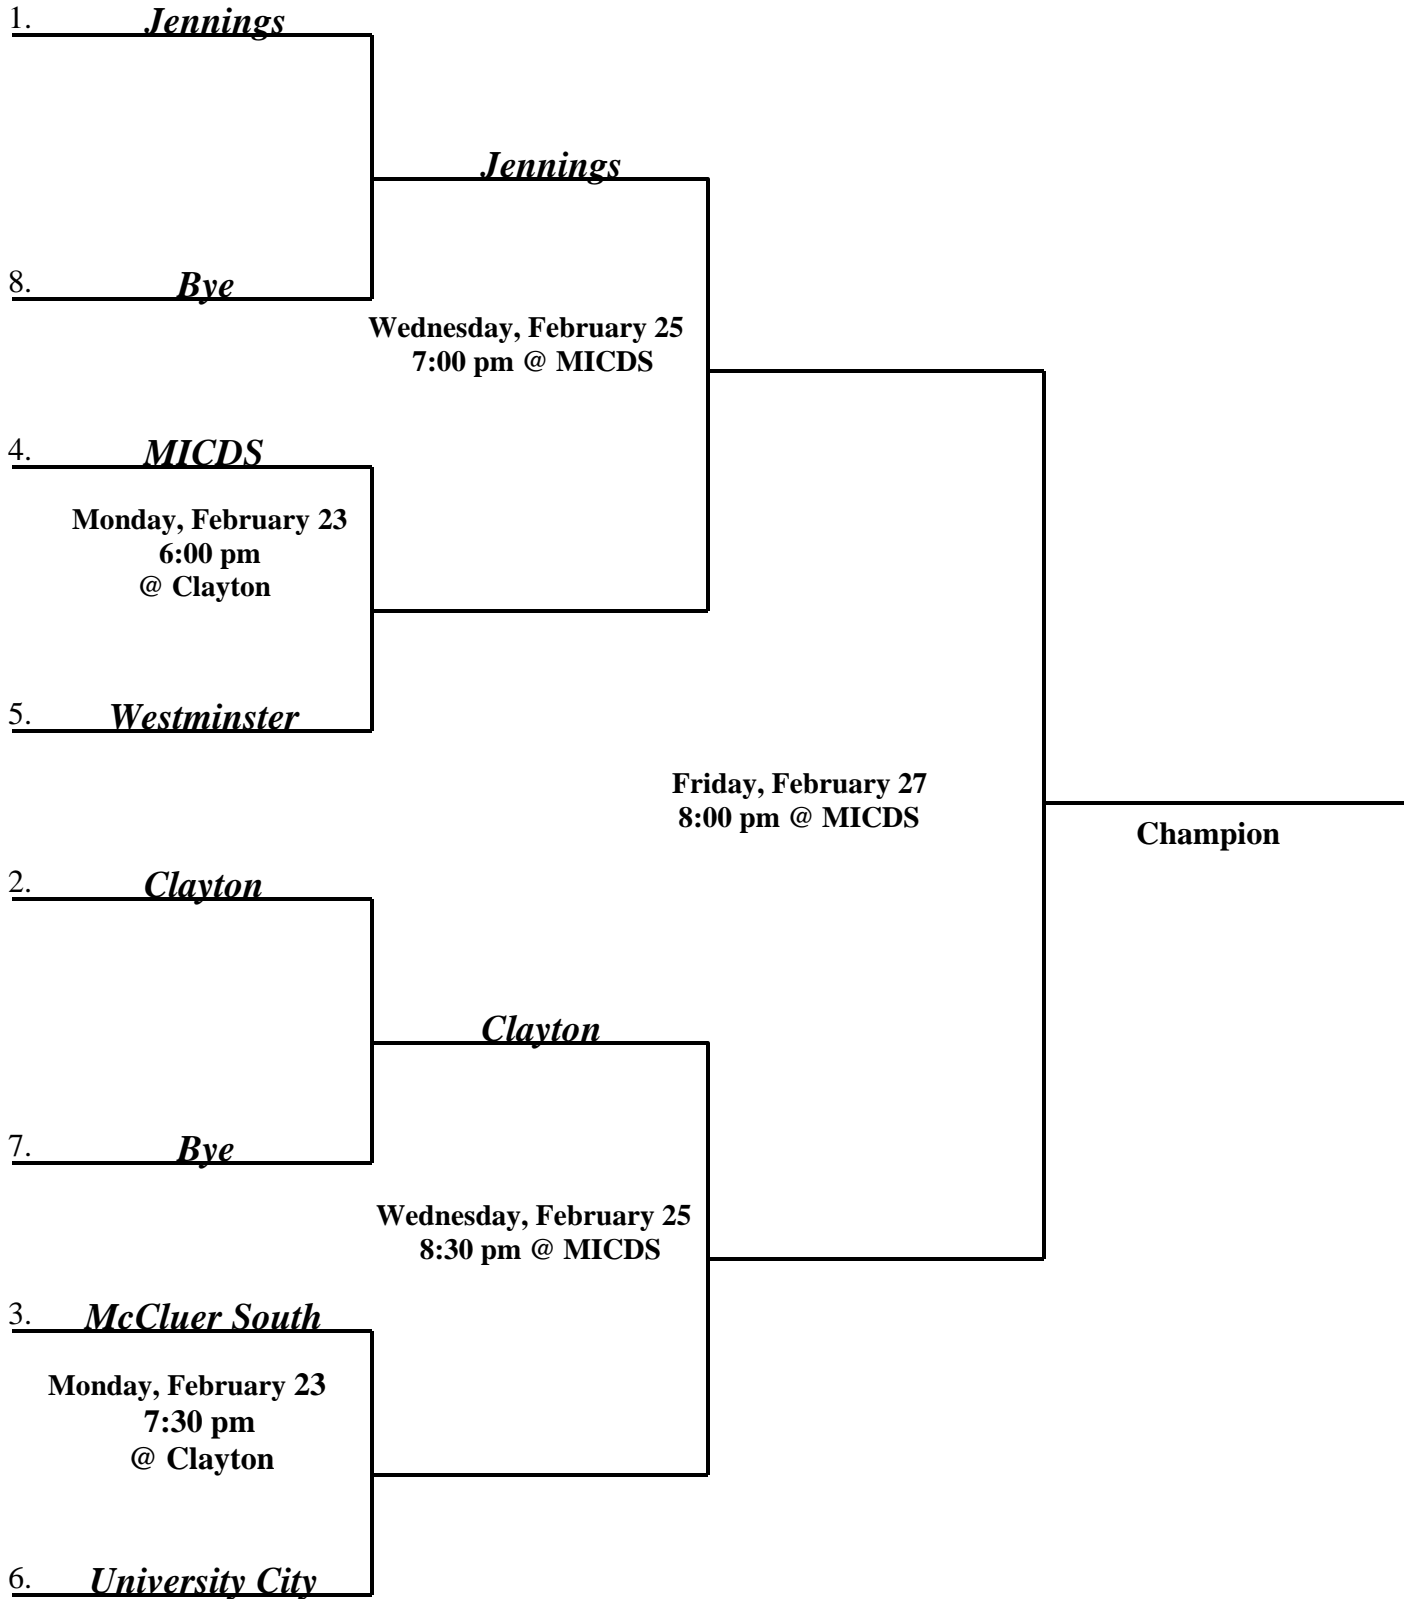 1. Jennings
Jennings
8. Bye
Wednesday, February 25
7:00 pm @ MICDS
4. MICDS
Monday, February 23
6:00 pm
@ Clayton
5. Westminster
Friday, February 27
8:00 pm @ MICDS
Champion
2. Clayton
Clayton
7. Bye
Wednesday, February 25
8:30 pm @ MICDS
3. McCluer South
Monday, February 23
7:30 pm
@ Clayton
6. University City